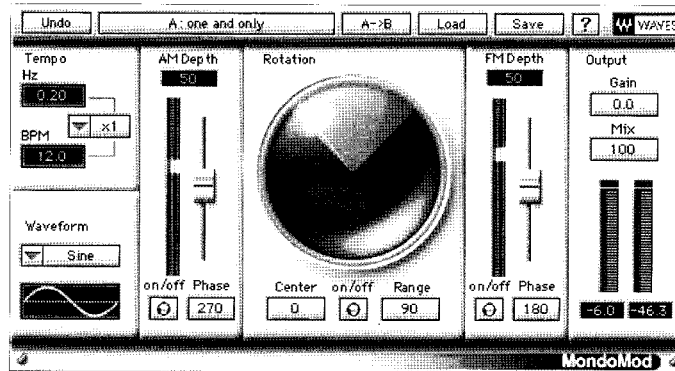 Undo A: one and only A->B Load Save ? WAVES
Tempo
Hz
0.20
x1
BPM
12.0
Waveform
Sine
AM Depth
50
on/off Phase
270
Rotation
Center on/off Range
0 90
FM Depth
50
on/off Phase
180
Output
Gain
0.0
Mix
100
-6.0 -46.3
MondoMod